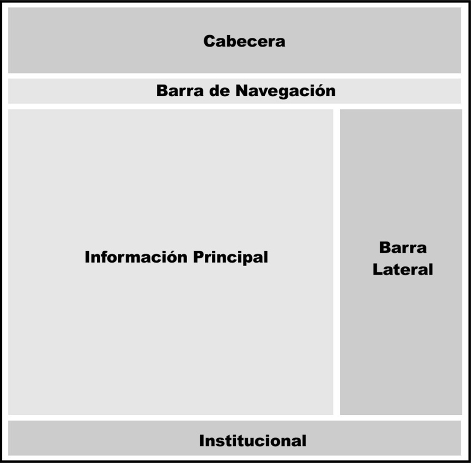 Cabecera
Barra de Navegación
Información Principal
Barra
Lateral
Institucional